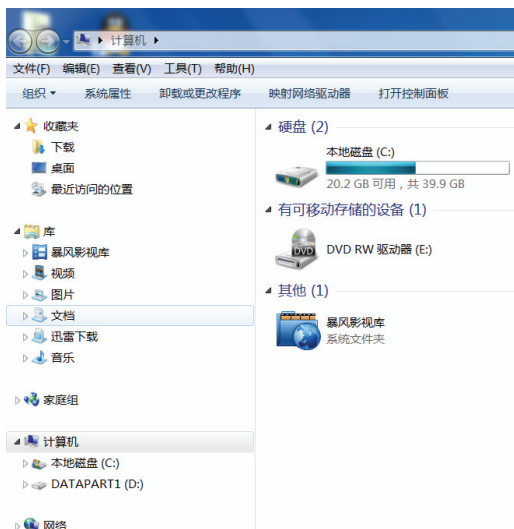 计算机
文件(F) 编辑(E) 查看(V) 工具(T) 帮助(H)
组织 系统属性 卸载或更改程序 映射网络驱动器 打开控制面板
收藏夹
下载
桌面
最近访问的位置
库
暴风影视库
视频
图片
文档
迅雷下载
音乐
家庭组
计算机
本地磁盘 (C:)
DATAPART1 (D:)
网络
硬盘 (2)
本地磁盘 (C:)
20.2 GB 可用，共 39.9 GB
有可移动存储的设备 (1)
DVD
DVD RW 驱动器 (E:)
其他 (1)
暴风影视库
系统文件夹